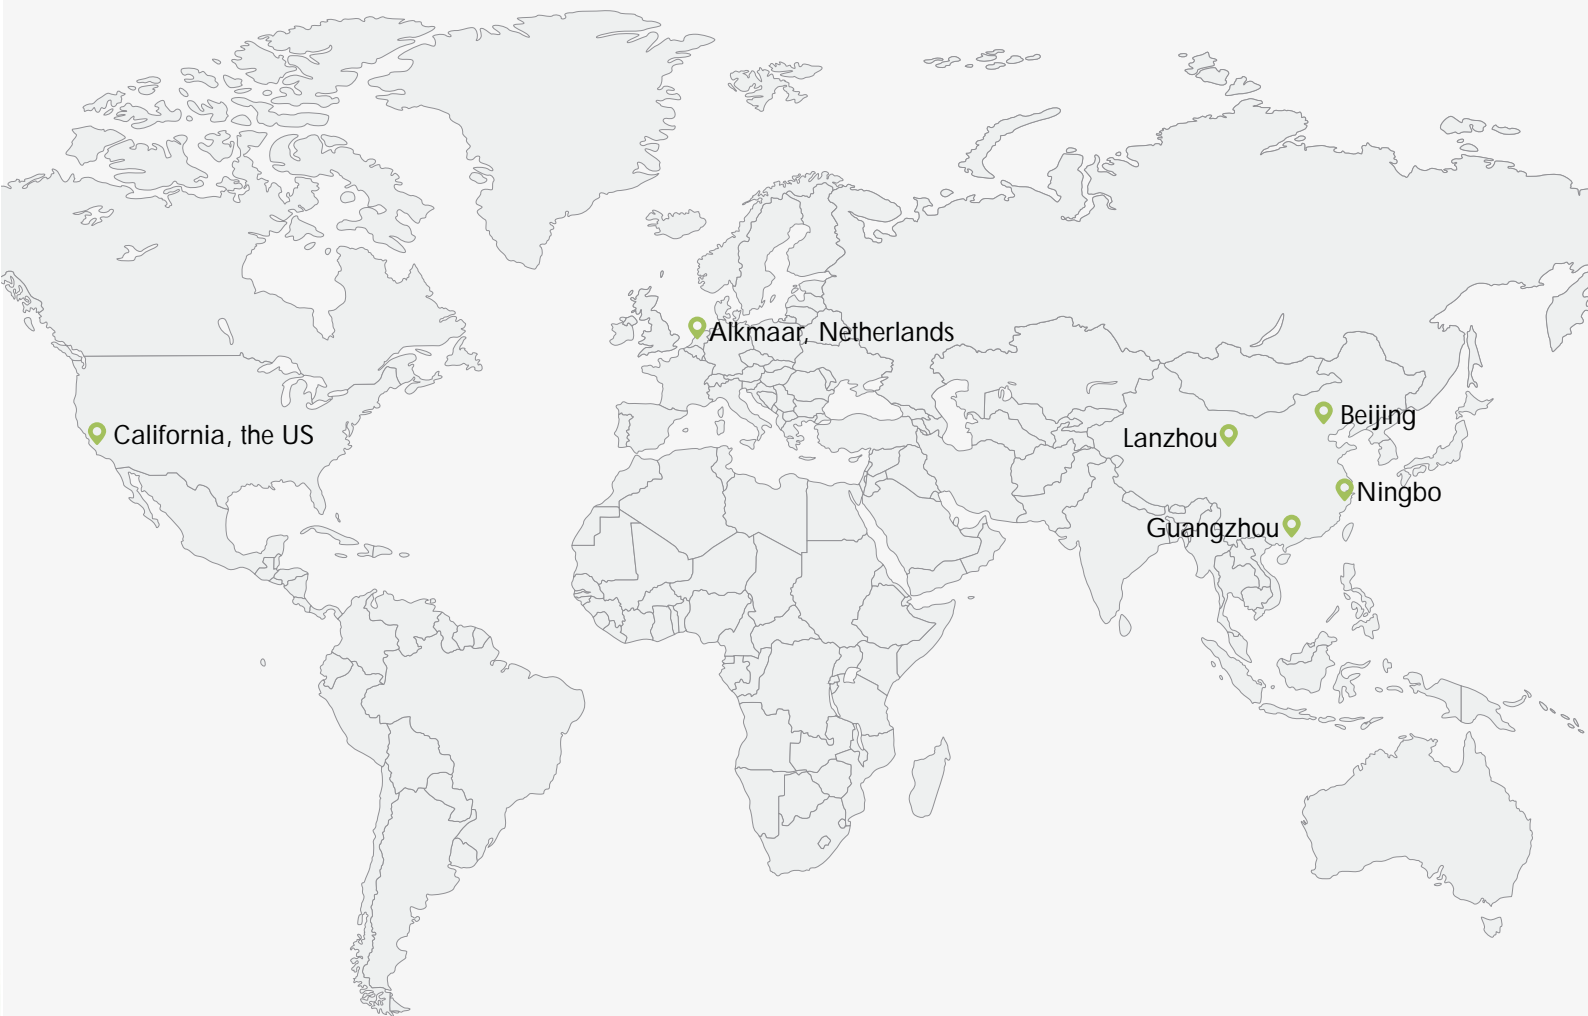 Alkmaar, Netherlands
Beijing
California, the US
Lanzhou
Ningbo
Guangzhou